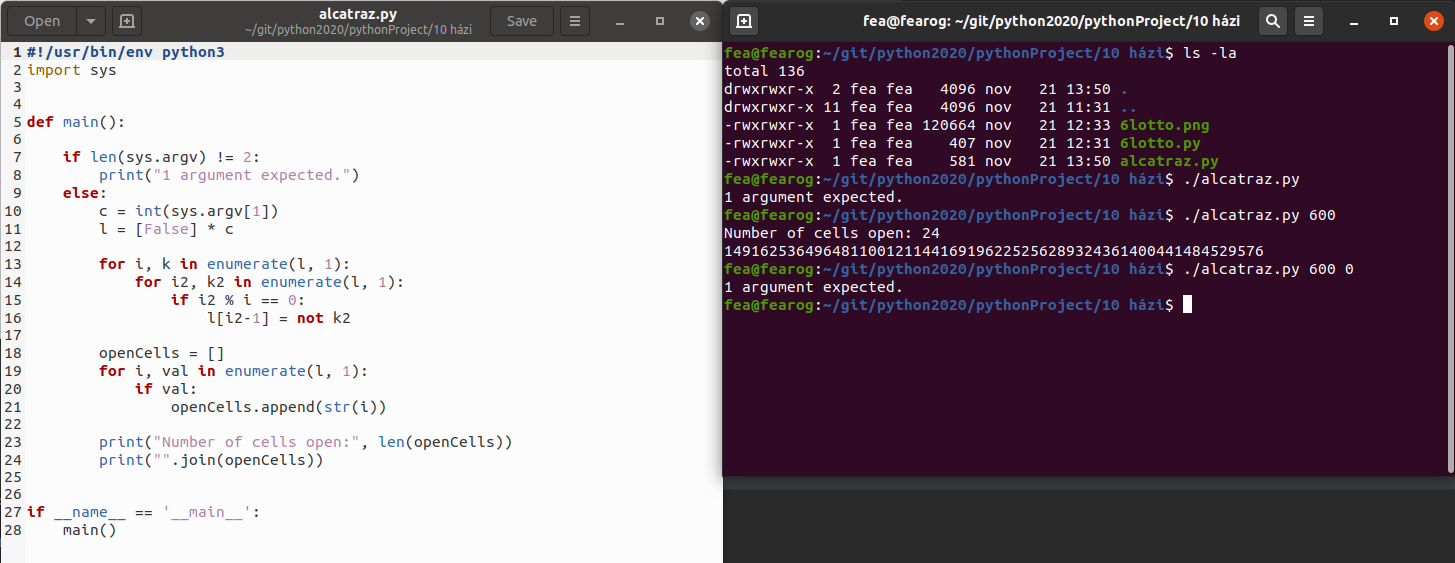 Open
alcatraz.py
~/git/python2020/pythonProject/10 házi
Save
1 #!/usr/bin/env python3
2 import sys
3
4
5 def main():
6
7     if len(sys.argv) != 2:
8         print("1 argument expected.")
9     else:
10         c = int(sys.argv[1])
11         l = [False] * c
12
13         for i, k in enumerate(l, 1):
14             for i2, k2 in enumerate(l, 1):
15                 if i2 % i == 0:
16                     l[i2-1] = not k2
17
18         openCells = []
19         for i, val in enumerate(l, 1):
20             if val:
21                 openCells.append(str(i))
22
23         print("Number of cells open:", len(openCells))
24         print("".join(openCells))
25
26
27 if __name__ == '__main__':
28     main()
fea@fearog: ~/git/python2020/pythonProject/10 házi
fea@fearog:~/git/python2020/pythonProject/10 házi$ ls -la
total 136
drwxrwxr-x  2 fea fea   4096 nov   21 13:50 .
drwxrwxr-x 11 fea fea   4096 nov   21 11:31 ..
-rwxrwxr-x  1 fea fea 120664 nov   21 12:33 6lotto.png
-rwxrwxr-x  1 fea fea    407 nov   21 12:31 6lotto.py
-rwxrwxr-x  1 fea fea    581 nov   21 13:50 alcatraz.py
fea@fearog:~/git/python2020/pythonProject/10 házi$ ./alcatraz.py
1 argument expected.
fea@fearog:~/git/python2020/pythonProject/10 házi$ ./alcatraz.py 600
Number of cells open: 24
149162536496481100121144169196225256289324361400441484529576
fea@fearog:~/git/python2020/pythonProject/10 házi$ ./alcatraz.py 600 0
1 argument expected.
fea@fearog:~/git/python2020/pythonProject/10 házi$